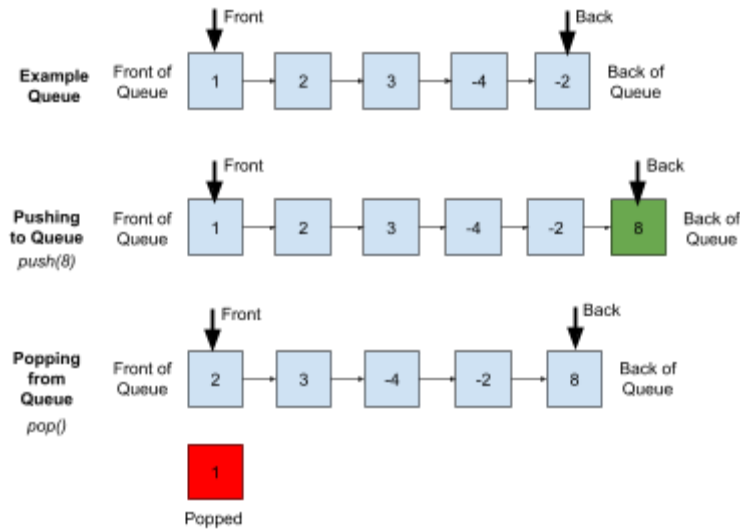 Front
Back
Example
Queue
Front of
Queue
1
2
3
-4
-2
Back of
Queue
Front
Back
Pushing
to Queue
push(8)
Front of
Queue
1
2
3
-4
-2
8
Back of
Queue
Front
Back
Popping
from
Queue
pop()
Front of
Queue
2
3
-4
-2
8
Back of
Queue
1
Popped